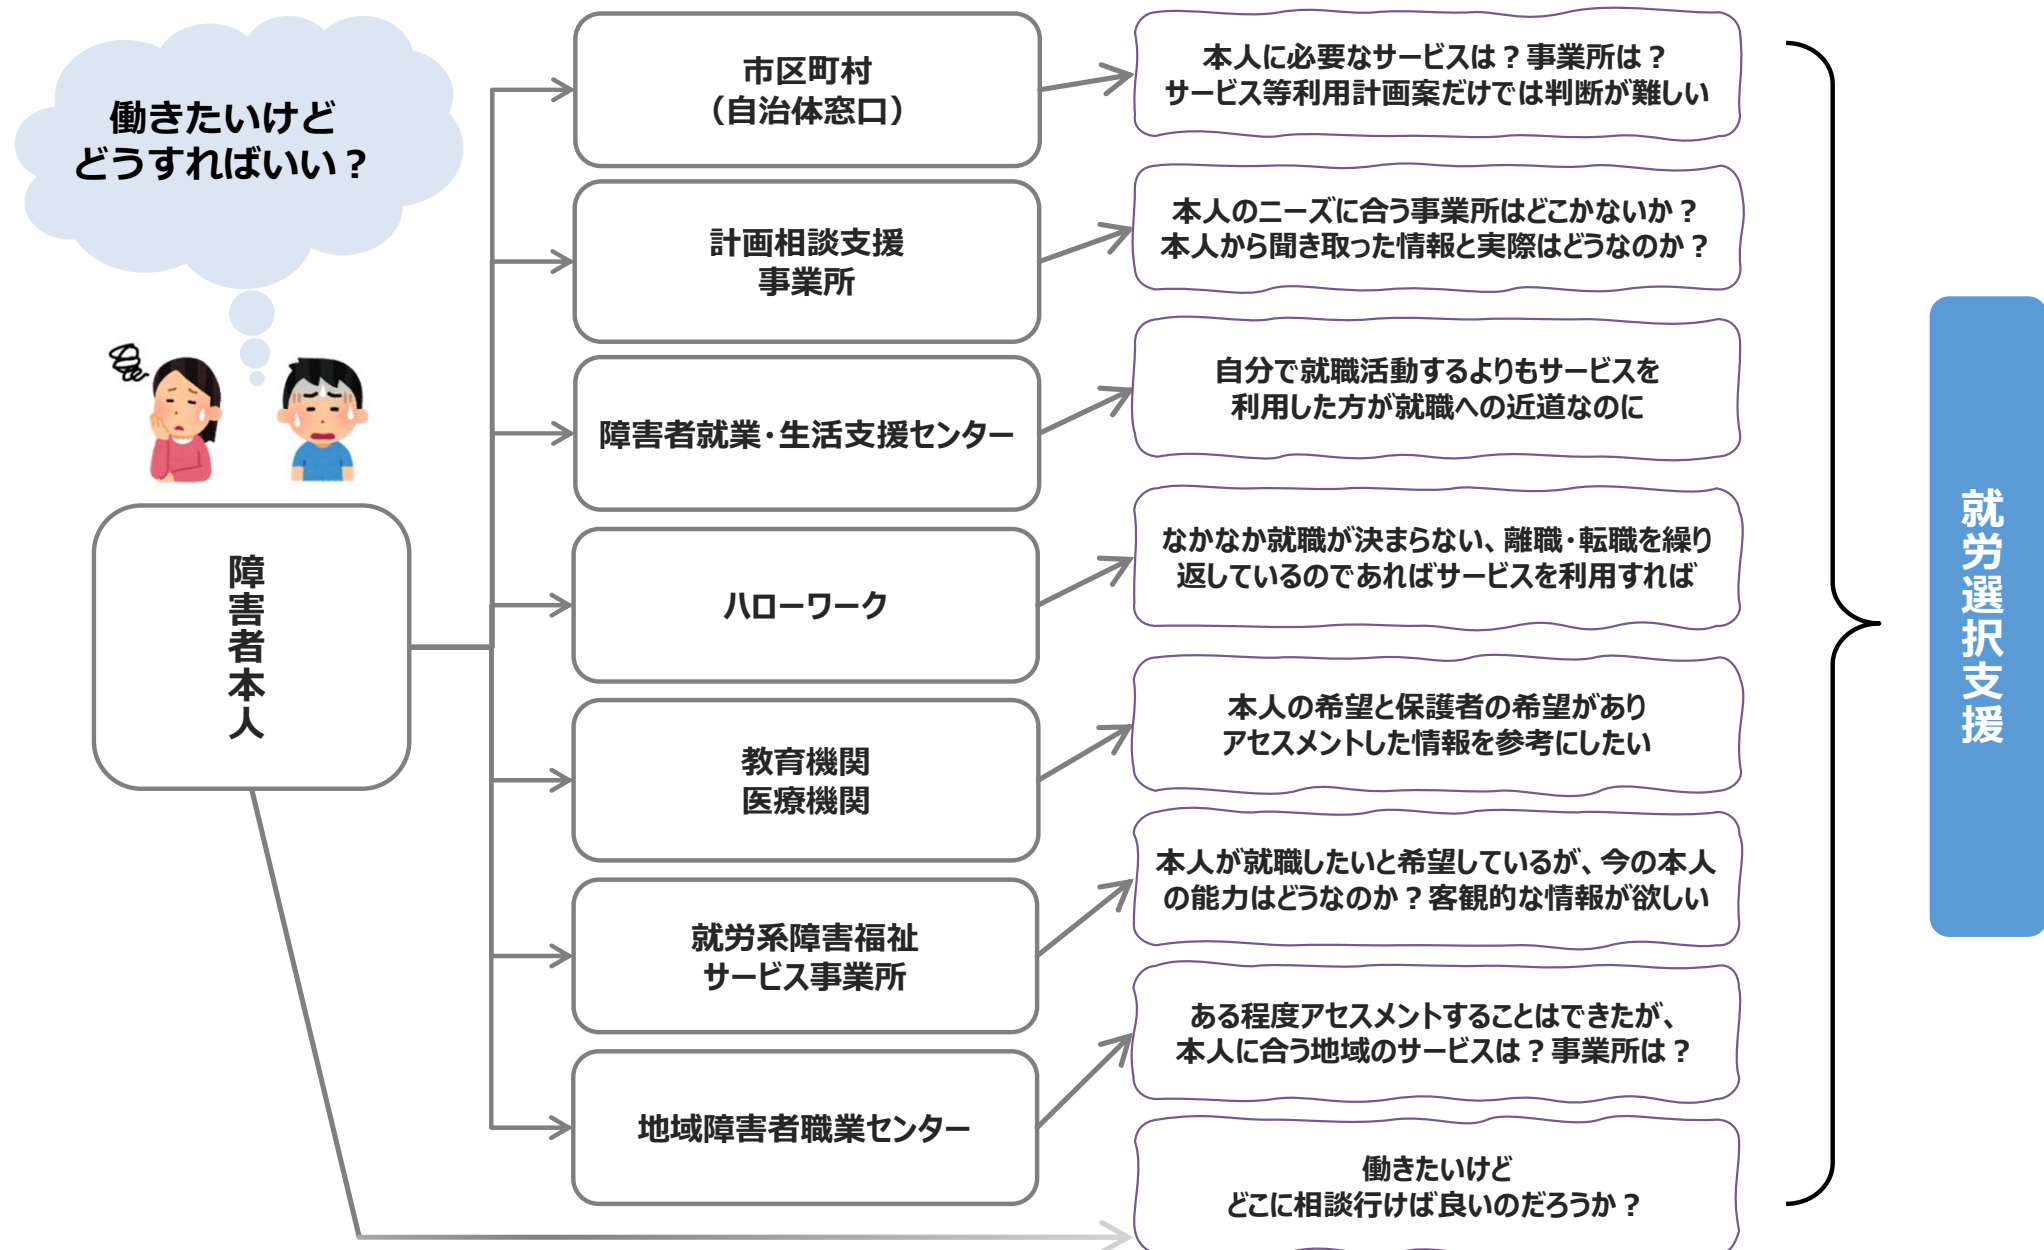 働きたいけど
どうすればいい？
障害者本人
市区町村
（自治体窓口）
計画相談支援
事業所
障害者就業・生活支援センター
ハローワーク
教育機関
医療機関
就労系障害福祉
サービス事業所
地域障害者職業センター
本人に必要なサービスは？事業所は？
サービス等利用計画案だけでは判断が難しい
本人のニーズに合う事業所はどこかないか？
本人から聞き取った情報と実際はどうなのか？
自分で就職活動するよりもサービスを
利用した方が就職への近道なのに
なかなか就職が決まらない、離職・転職を繰り
返しているのであればサービスを利用すれば
本人の希望と保護者の希望があり
アセスメントした情報を参考にしたい
本人が就職したいと希望しているが、今の本人
の能力はどうなのか？客観的な情報が欲しい
ある程度アセスメントすることはできたが、
本人に合う地域のサービスは？事業所は？
働きたいけど
どこに相談行けば良いのだろうか？
就労選択支援